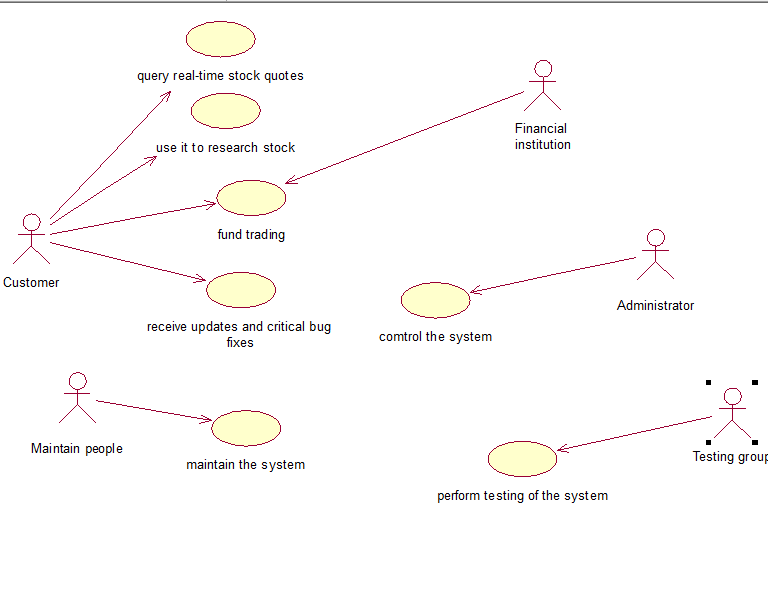 query real-time stock quotes
use it to research stock
Financial
institution
fund trading
Customer
receive updates and critical bug
fixes
Administrator
comtrol the system
Maintain people
maintain the system
Testing group
perform testing of the system